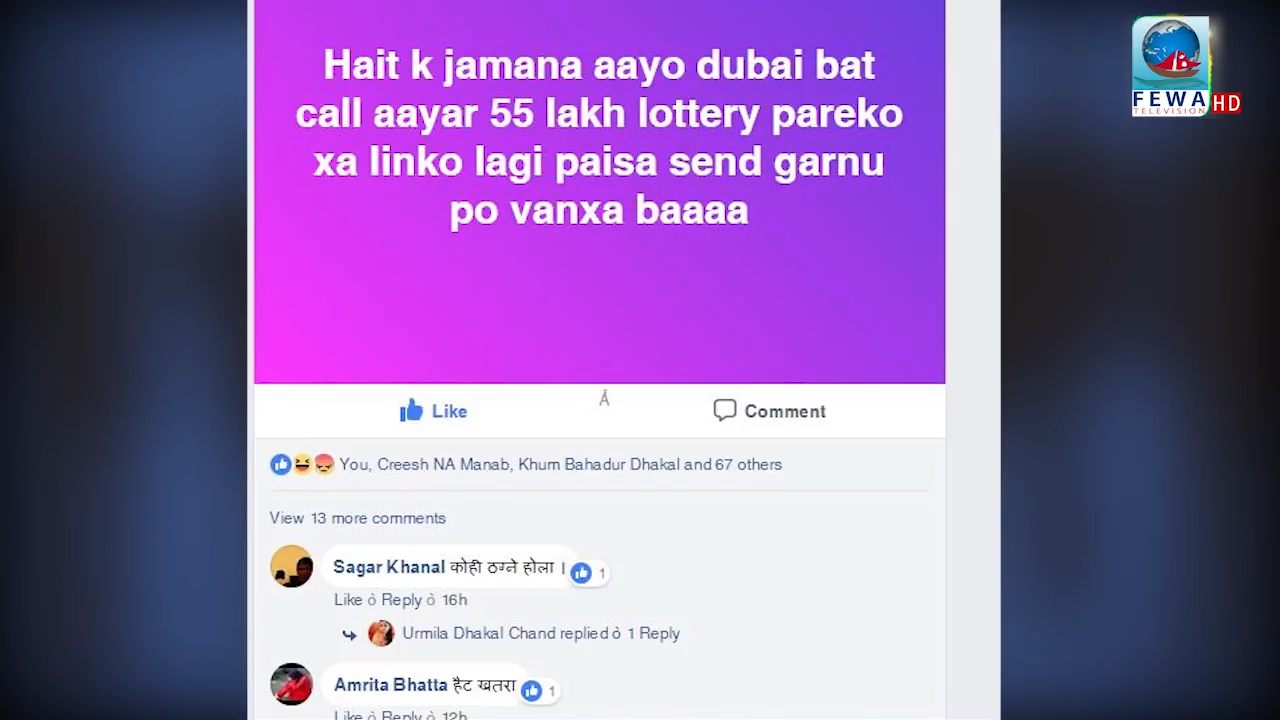 FEWA HD
TELEVISION
Hait k jamana aayo dubai bat
call aayar 55 lakh lottery pareko
xa linko lagi paisa send garnu
po vanxa baaaa
Like
Comment
You, Creesh NA Manab, Khum Bahadur Dhakal and 67 others
View 13 more comments
Sagar Khanal कोही ठग्ने होला । 1
Like ò Reply ò 16h
Urmila Dhakal Chand replied ò 1 Reply
Amrita Bhatta हैट खतरा 1
Like ò Reply ò 12h